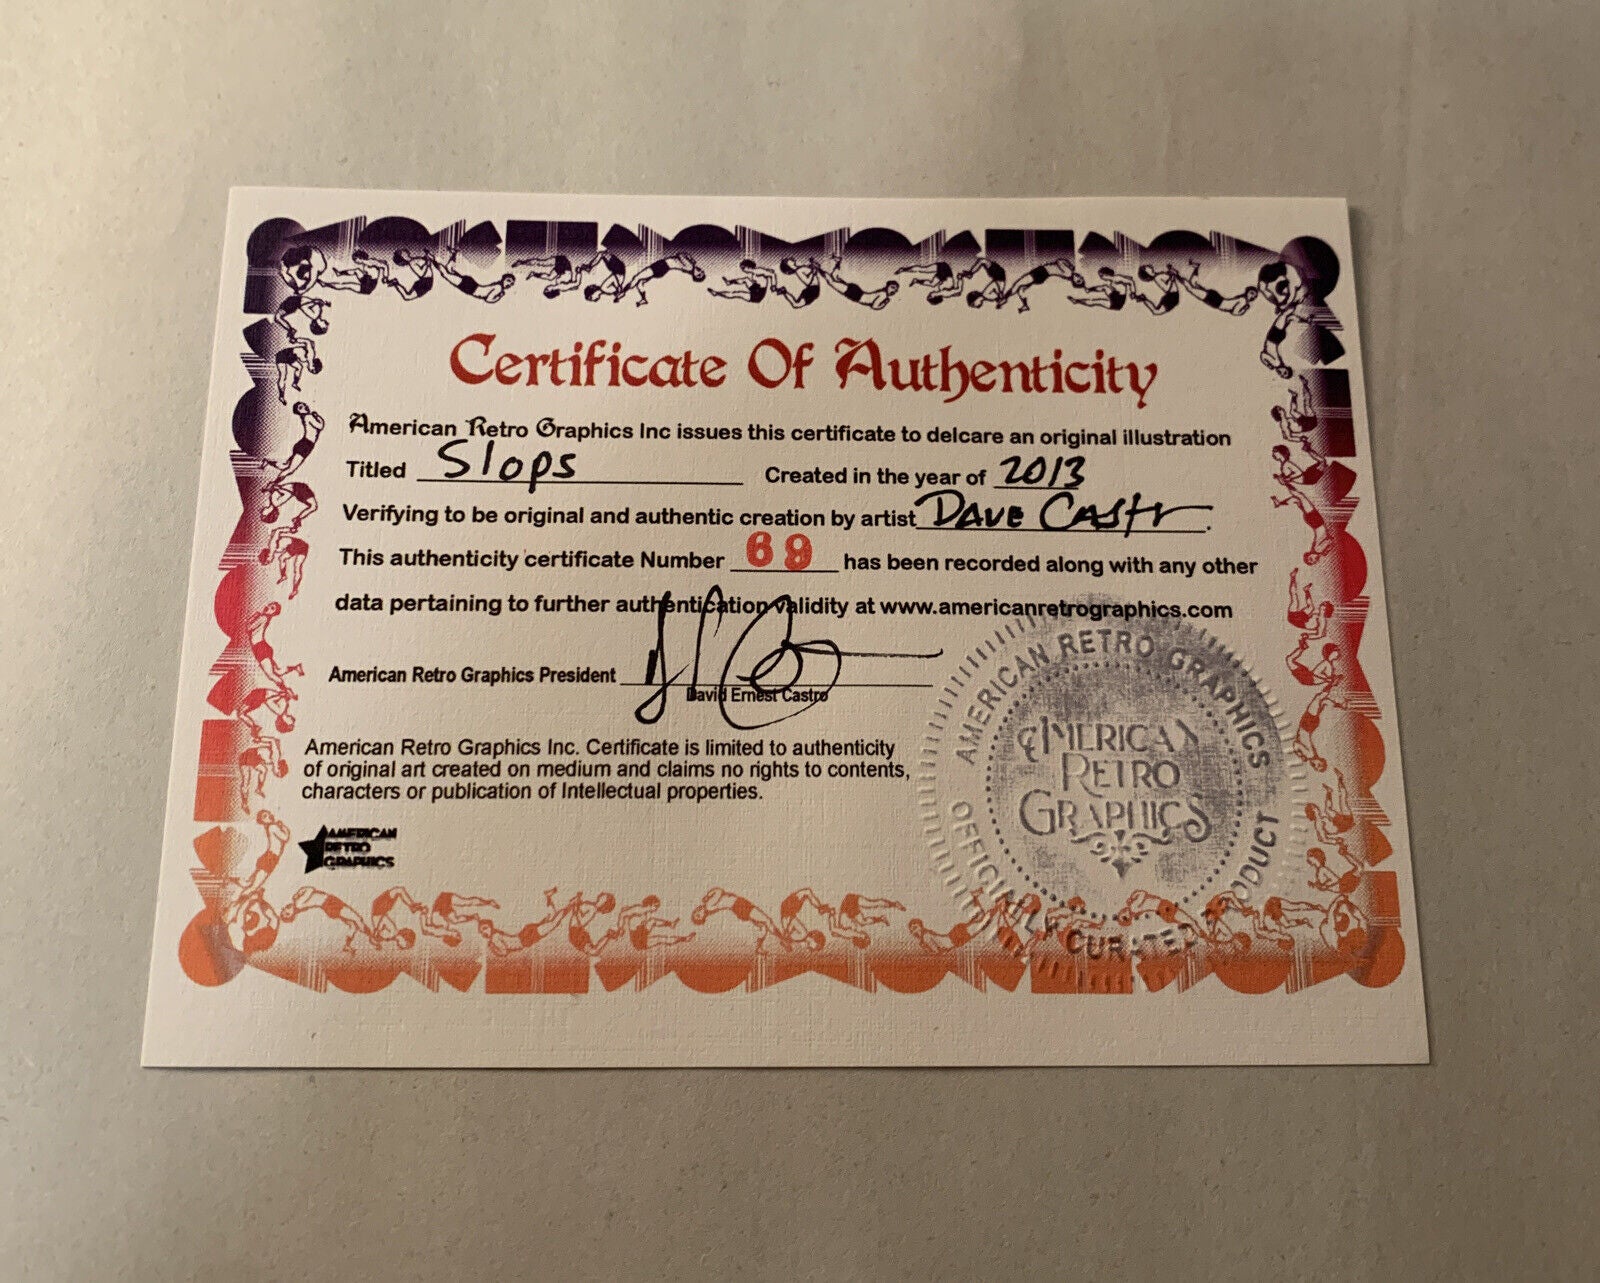 Certificate Of Authenticity
American Retro Graphics Inc issues this certificate to delcare an original illustration
Titled Slops Created in the year of 2013
Verifying to be original and authentic creation by artist Dave Castr.
This authenticity certificate Number 69 has been recorded along with any other
data pertaining to further authentication validity at www.americanretrographics.com
American Retro Graphics President
David Ernest Castro
American Retro Graphics Inc. Certificate is limited to authenticity
of original art created on medium and claims no rights to contents,
characters or publication of Intellectual properties.
AMERICAN
RETRO
GRAPHICS
AMERICAN RETRO GRAPHICS
AMERICAN
RETRO
GRAPHICS
OFFICIALLY CURATED PRODUCT